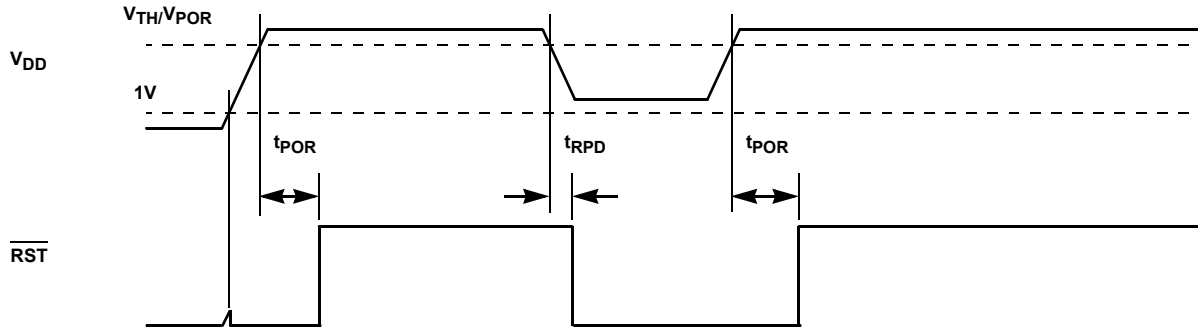 VTH/VPOR
VDD
1V
tPOR
tRPD
tPOR
RST